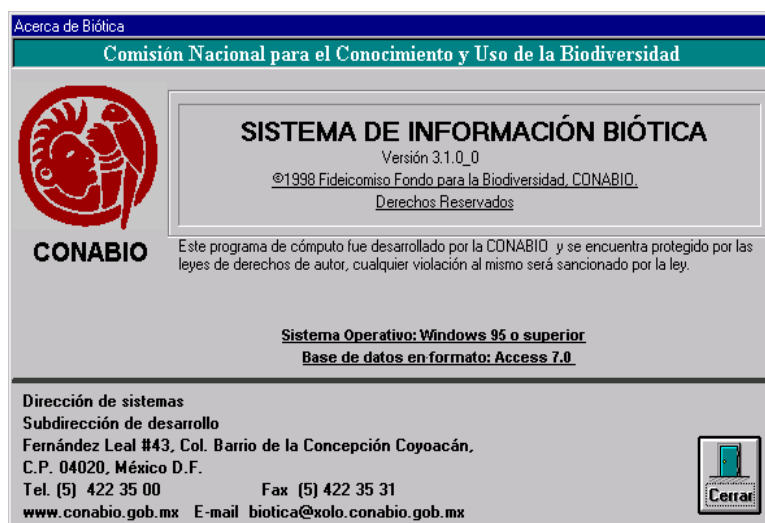 Acerca de Biótica
Comisión Nacional para el Conocimiento y Uso de la Biodiversidad
SISTEMA DE INFORMACIÓN BIÓTICA
Versión 3.1.0_0
©1998 Fideicomiso Fondo para la Biodiversidad, CONABIO.
Derechos Reservados
CONABIO
Este programa de cómputo fue desarrollado por la CONABIO y se encuentra protegido por las
leyes de derechos de autor, cualquier violación al mismo será sancionado por la ley.
Sistema Operativo: Windows 95 o superior
Base de datos en formato: Access 7.0
Dirección de sistemas
Subdirección de desarrollo
Fernández Leal #43, Col. Barrio de la Concepción Coyoacán,
C.P. 04020, México D.F.
Tel. (5) 422 35 00 Fax (5) 422 35 31
www.conabio.gob.mx E-mail biotica@xolo.conabio.gob.mx
Cerrar